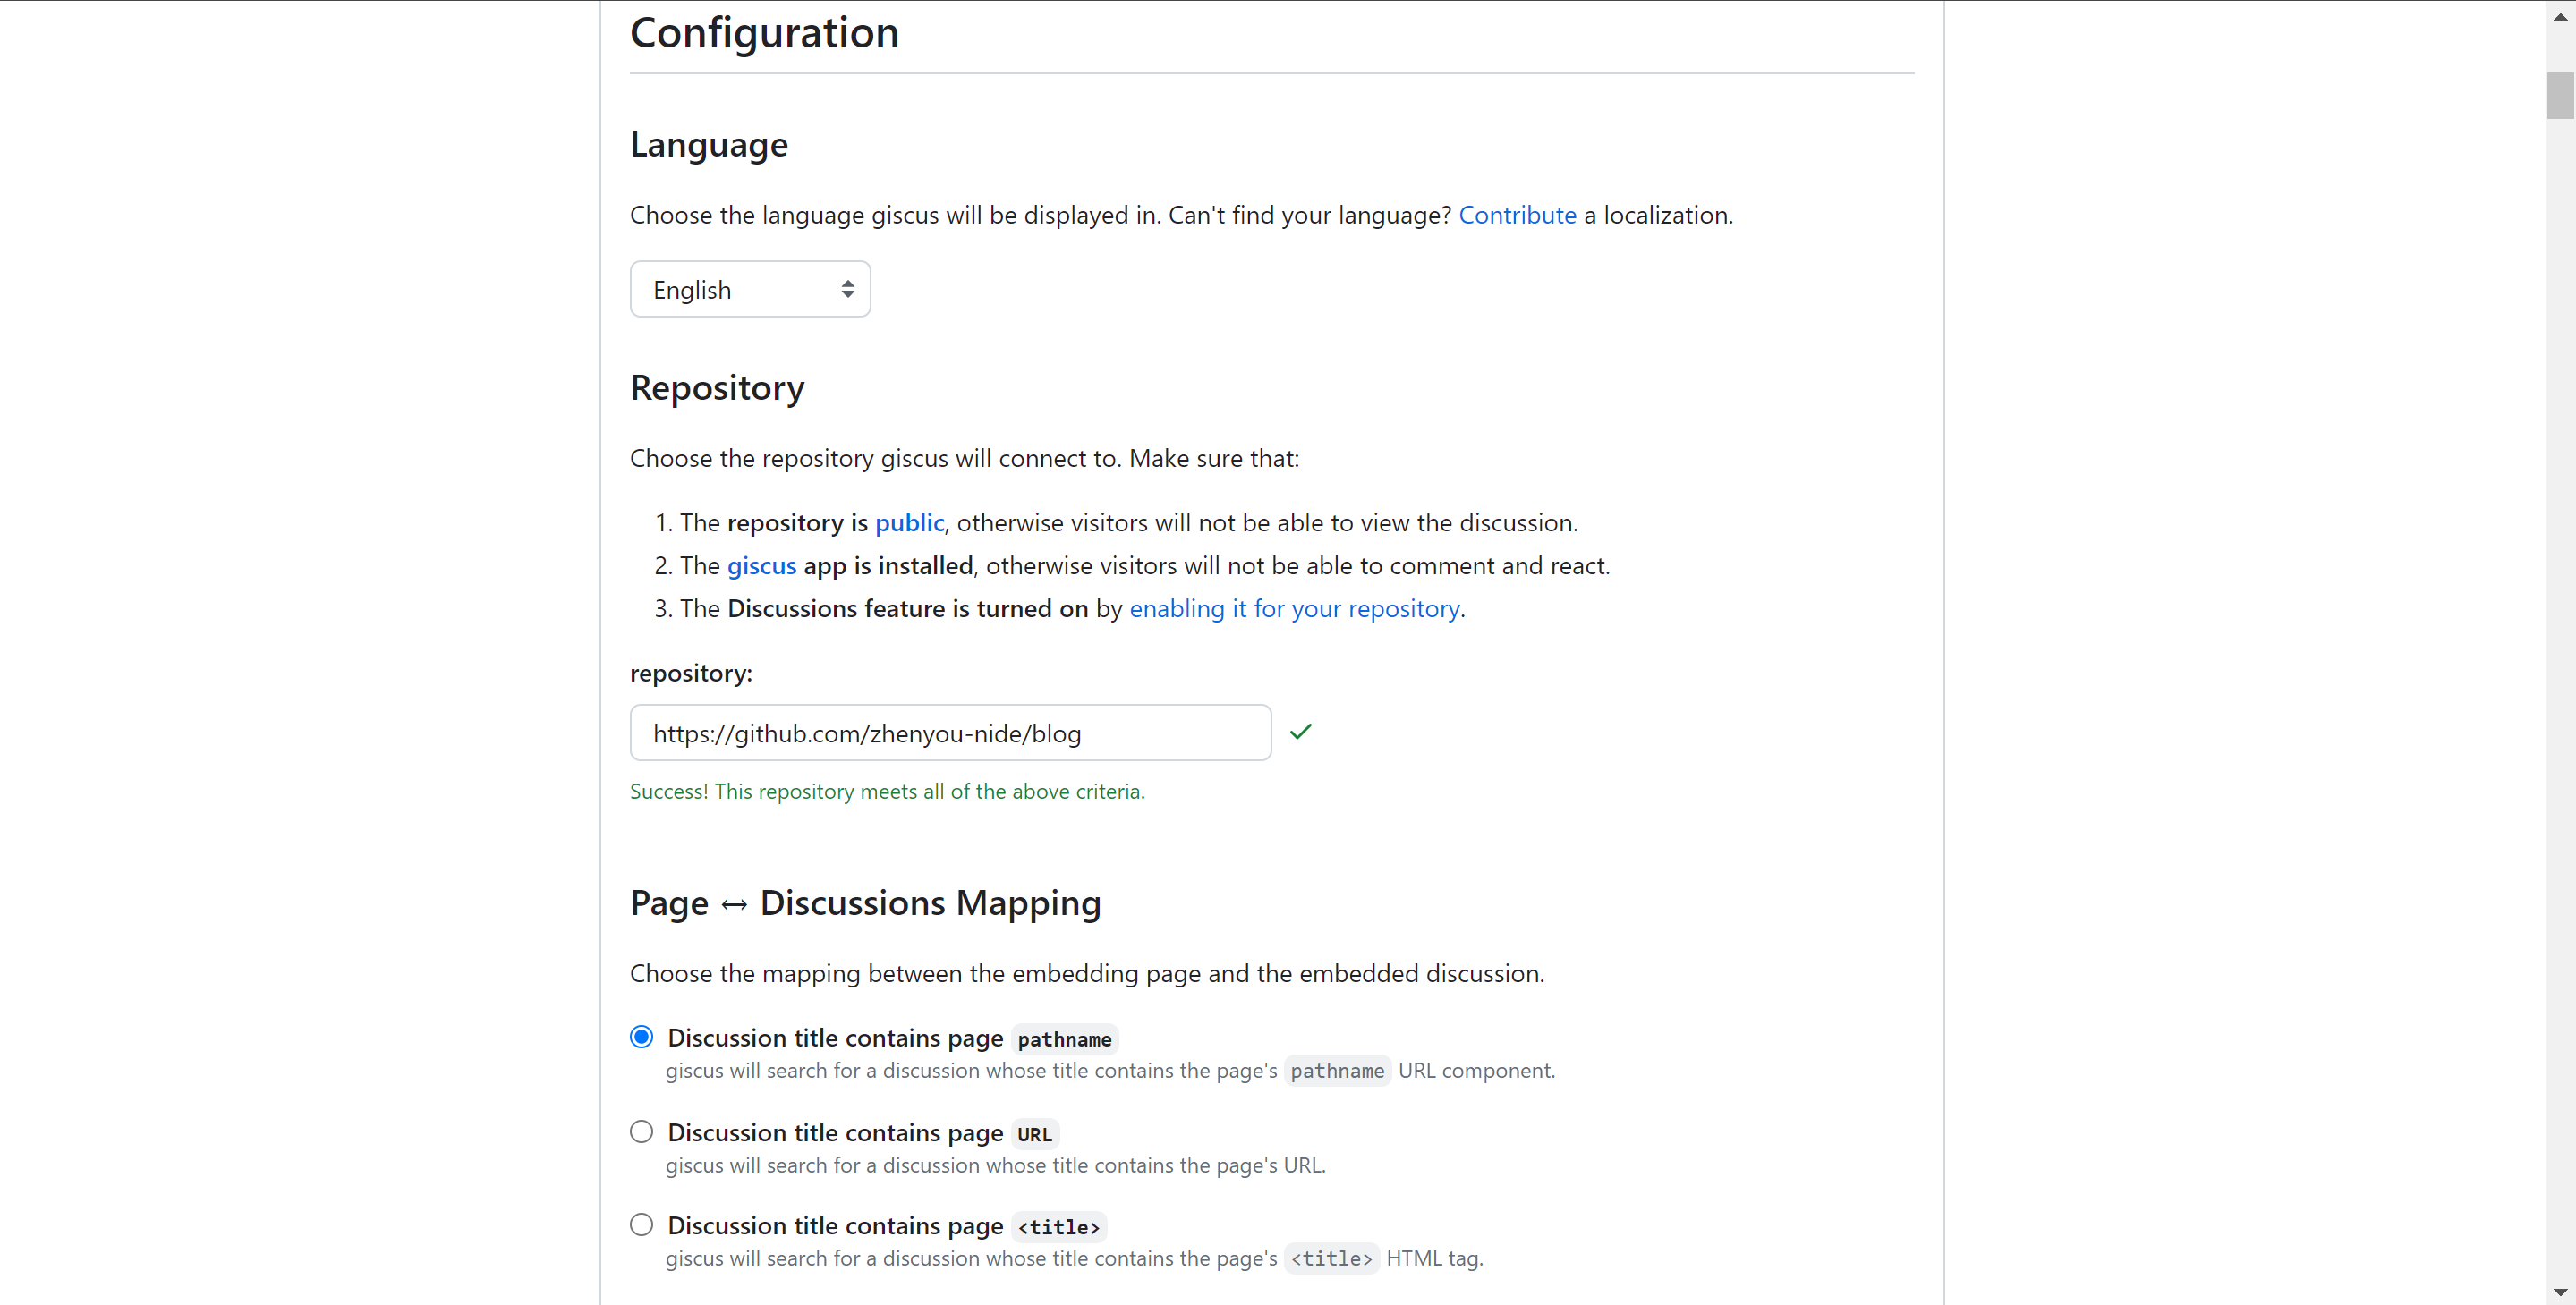 Configuration
Language
Choose the language giscus will be displayed in. Can't find your language? Contribute a localization.
English
Repository
Choose the repository giscus will connect to. Make sure that:
1. The repository is public, otherwise visitors will not be able to view the discussion.
2. The giscus app is installed, otherwise visitors will not be able to comment and react.
3. The Discussions feature is turned on by enabling it for your repository.
repository:
https://github.com/zhenyou-nide/blog
Success! This repository meets all of the above criteria.
Page ↔ Discussions Mapping
Choose the mapping between the embedding page and the embedded discussion.
Discussion title contains page pathname
giscus will search for a discussion whose title contains the page's pathname URL component.
Discussion title contains page URL
giscus will search for a discussion whose title contains the page's URL.
Discussion title contains page <title>
giscus will search for a discussion whose title contains the page's <title> HTML tag.